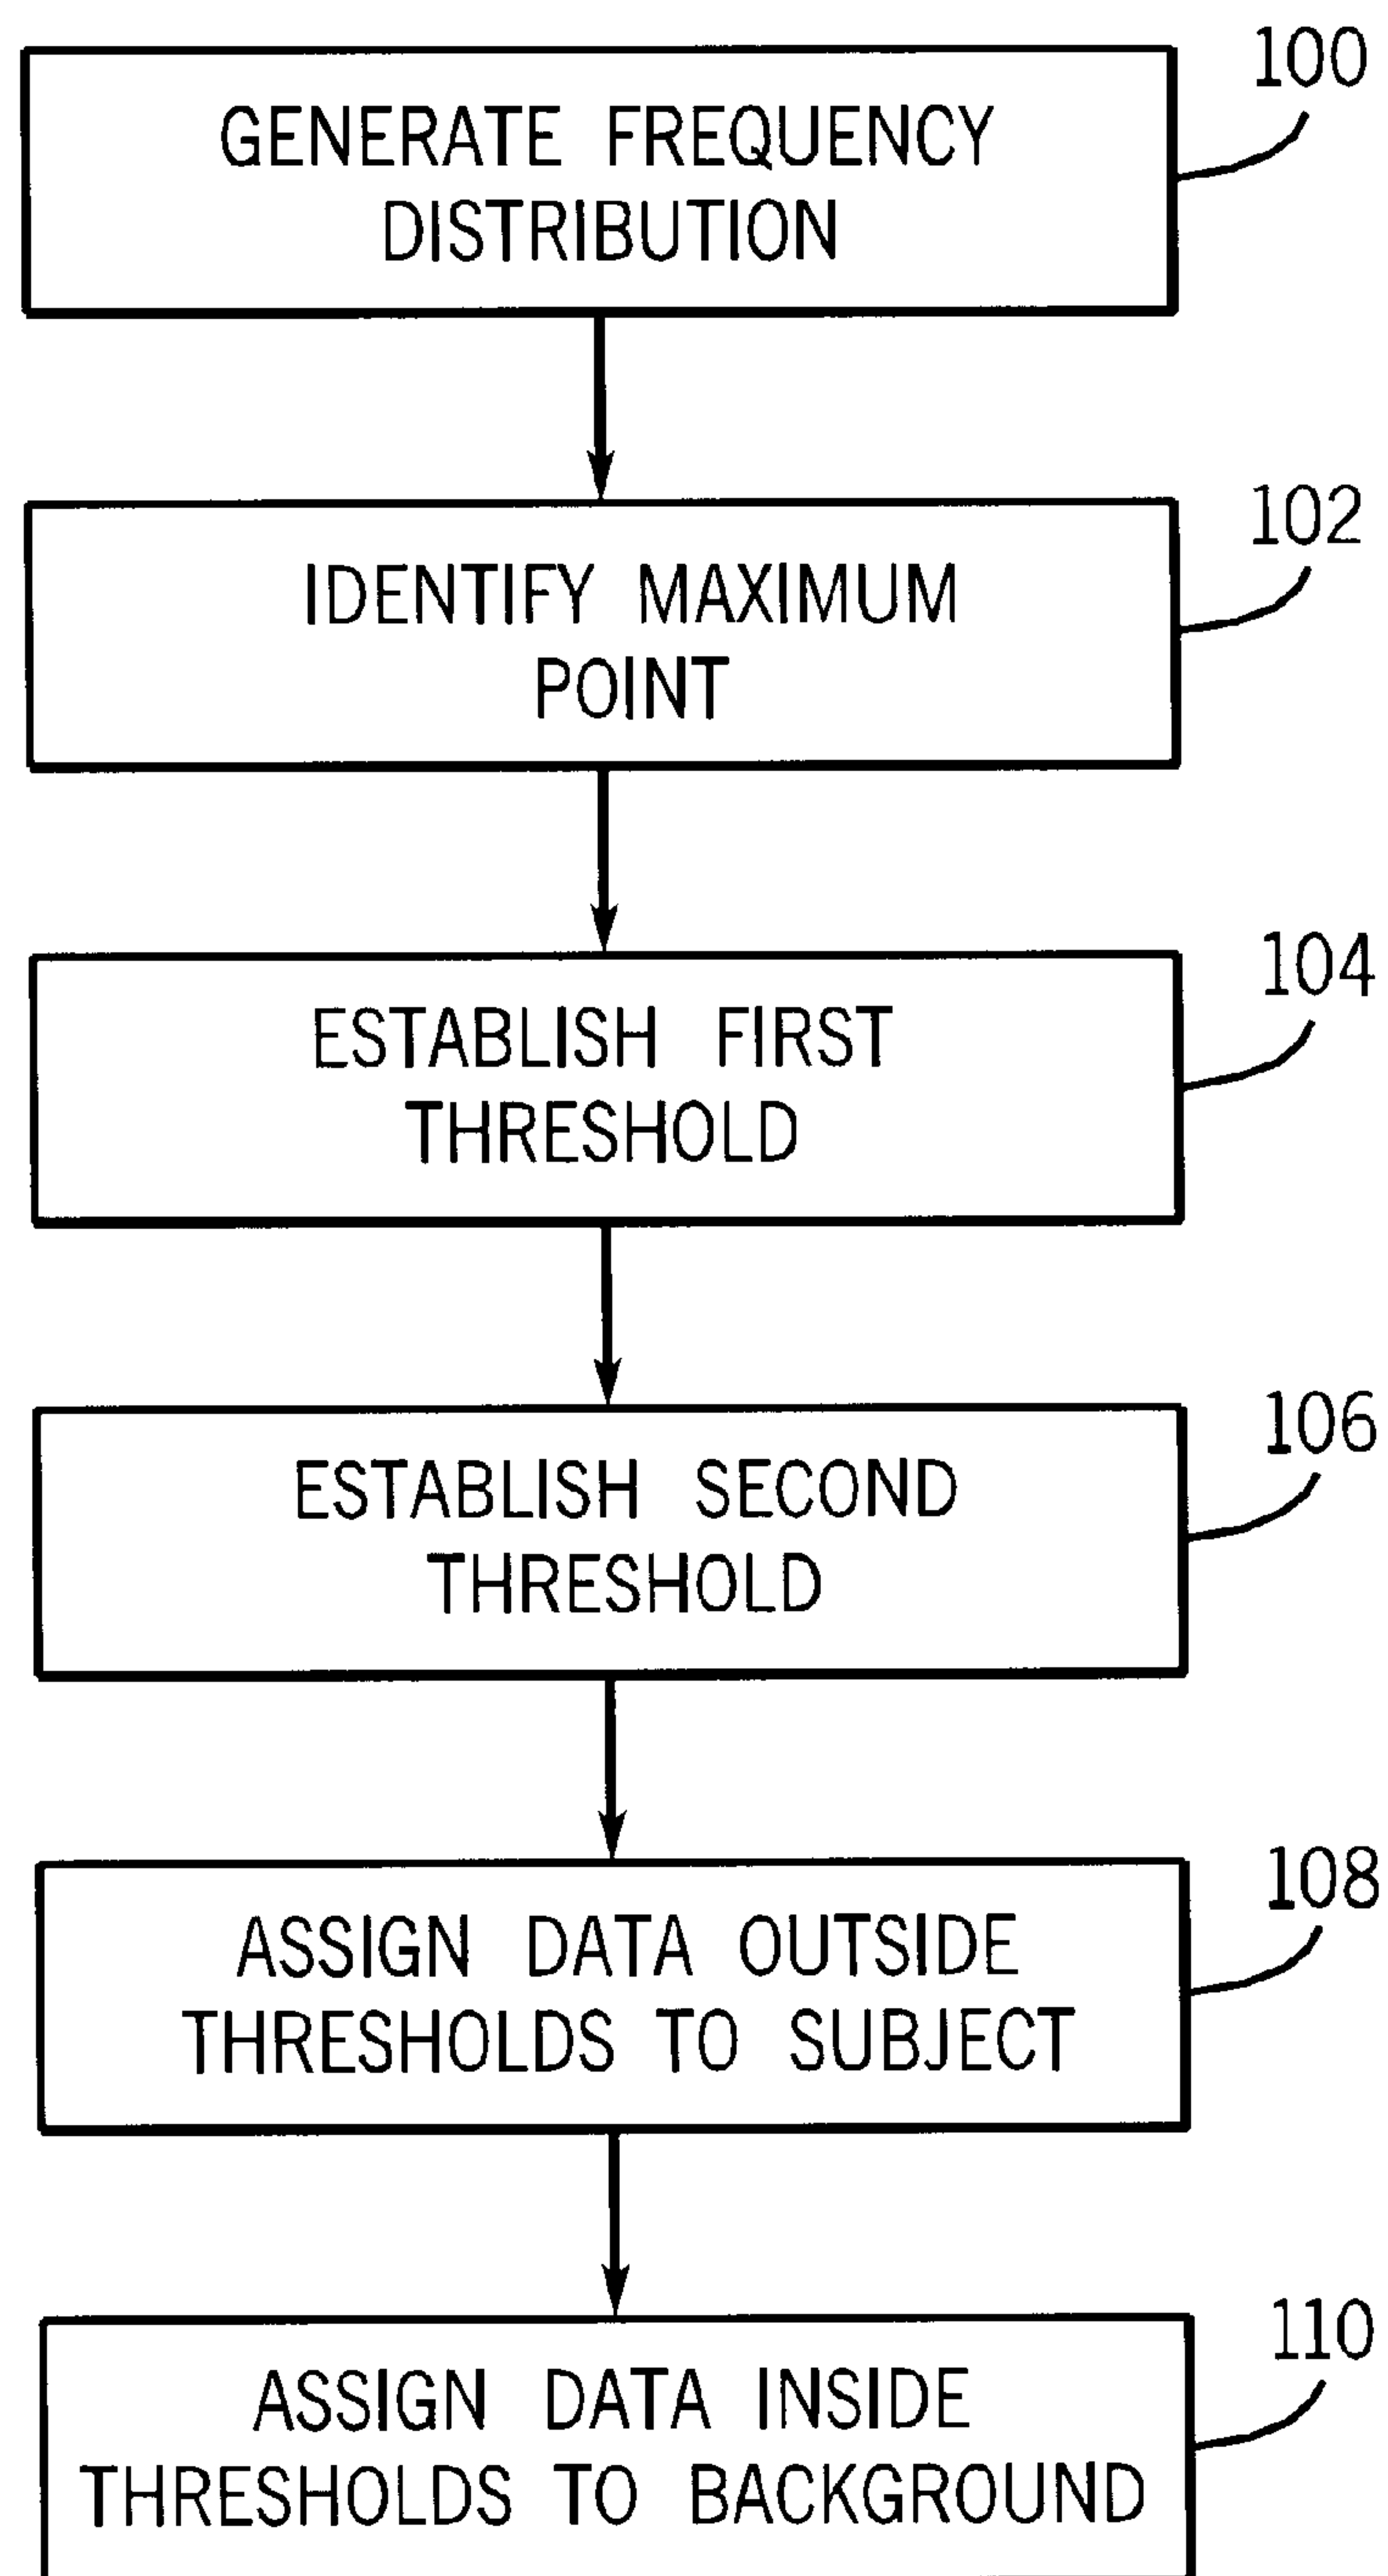 100
GENERATE FREQUENCY
DISTRIBUTION
102
IDENTIFY MAXIMUM
POINT
104
ESTABLISH FIRST
THRESHOLD
106
ESTABLISH SECOND
THRESHOLD
108
ASSIGN DATA OUTSIDE
THRESHOLDS TO SUBJECT
110
ASSIGN DATA INSIDE
THRESHOLDS TO BACKGROUND